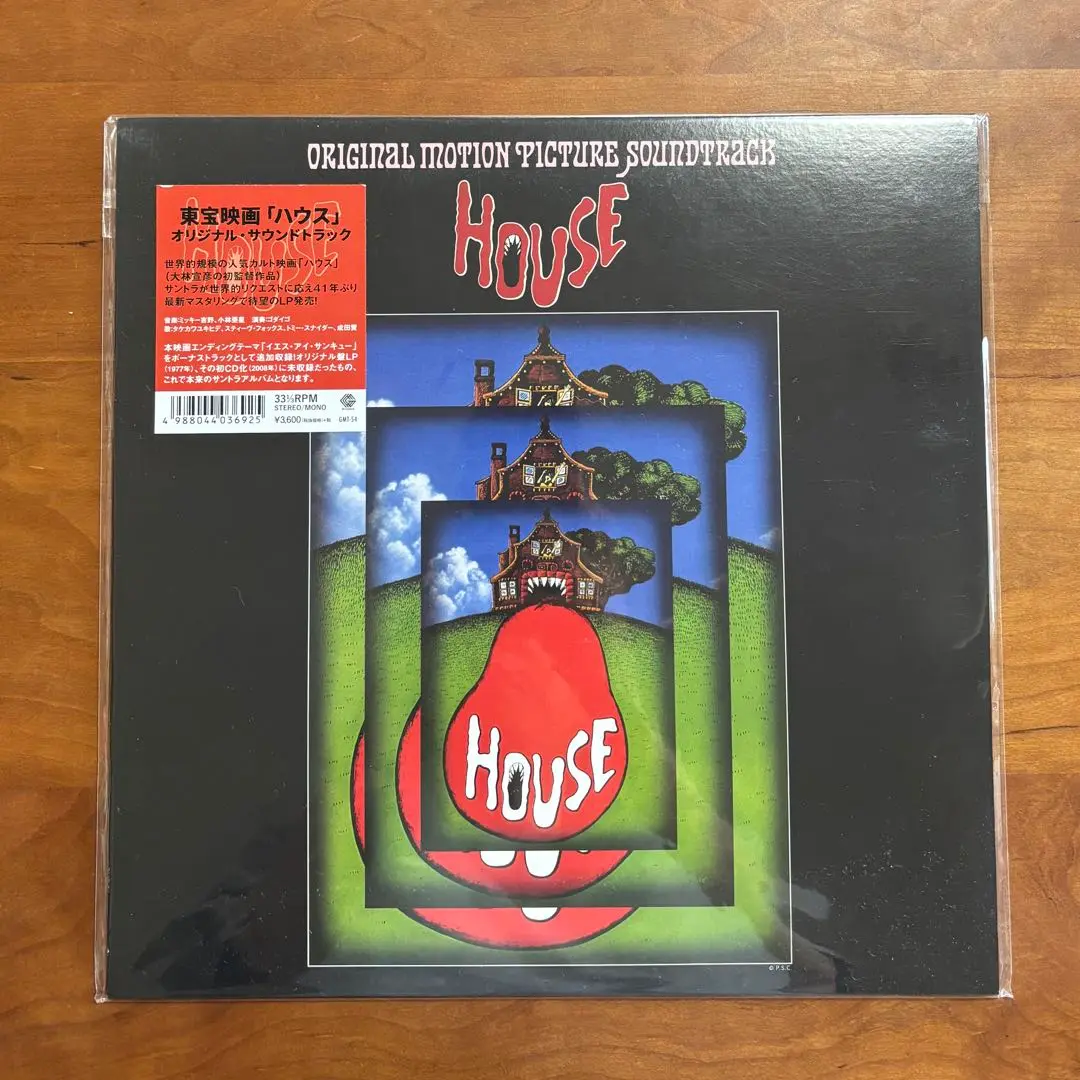 ORIGINAL MOTION PICTURE SOUNDTRACK
HOUSE
東宝映画「ハウス」
オリジナル・サウンドトラック
世界的規模の人気カルト映画「ハウス」
(大林宣彦の初監督作品)
サントラが世界的リクエストに応え41年ぶり
最新マスタリングで待望のLP発売!
音楽:ミッキー吉野、小林亜星 演奏:ゴダイゴ
歌:タケカワユキヒデ、スティーヴ・フォックス、トミー・スナイダー、成田賢
本映画エンディングテーマ「イエス・アイ・サンキュー」
をボーナストラックとして追加収録!オリジナル盤LP
(1977年)、その初CD化(2008年)に未収録だったもの、
これで本来のサントラアルバムとなります。
33⅓RPM
STEREO/MONO
¥3,600
GMT-54
4 988044 036925
HOUSE
© P.S.C.